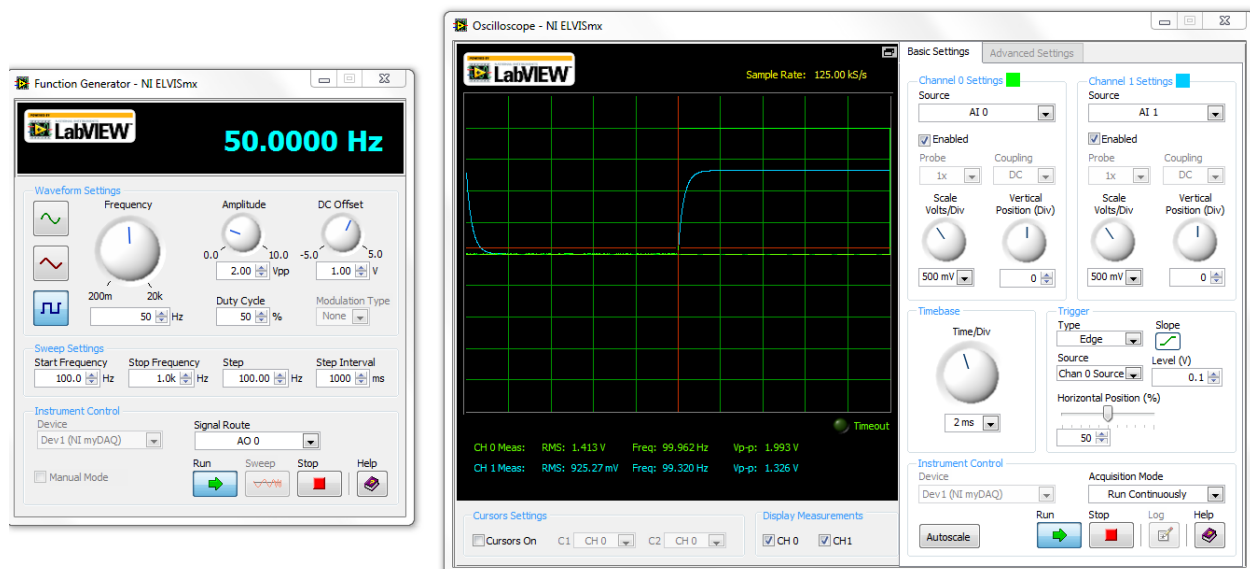 Function Generator - NI ELVISmx
POWERED BY
LabVIEW™
50.0000 Hz
Waveform Settings
Frequency
Amplitude
DC Offset
0.0 10.0
-5.0 5.0
2.00 Vpp
1.00 V
200m 20k
50 Hz
Duty Cycle
50 %
Modulation Type
None
Sweep Settings
Start Frequency
Stop Frequency
Step
Step Interval
100.0 Hz
1.0k Hz
100.00 Hz
1000 ms
Instrument Control
Device
Signal Route
Dev1 (NI myDAQ)
AO 0
Manual Mode
Run
Sweep
Stop
Help
Oscilloscope - NI ELVISmx
LabVIEW™
Sample Rate: 125.00 kS/s
Timeout
CH 0 Meas: RMS: 1.413 V Freq: 99.962 Hz Vp-p: 1.993 V
CH 1 Meas: RMS: 925.27 mV Freq: 99.320 Hz Vp-p: 1.326 V
Cursors Settings
Cursors On C1 CH 0 C2 CH 0
Display Measurements
CH 0 CH1
Basic Settings
Advanced Settings
Channel 0 Settings
Source
AI 0
Enabled
Probe
Coupling
1x
DC
Scale
Volts/Div
Vertical
Position (Div)
500 mV
0
Channel 1 Settings
Source
AI 1
Enabled
Probe
Coupling
1x
DC
Scale
Volts/Div
Vertical
Position (Div)
500 mV
0
Timebase
Time/Div
2 ms
Trigger
Type
Slope
Edge
Source
Level (V)
Chan 0 Source
0.1
Horizontal Position (%)
50
Instrument Control
Device
Acquisition Mode
Dev1 (NI myDAQ)
Run Continuously
Autoscale
Run
Stop
Log
Help